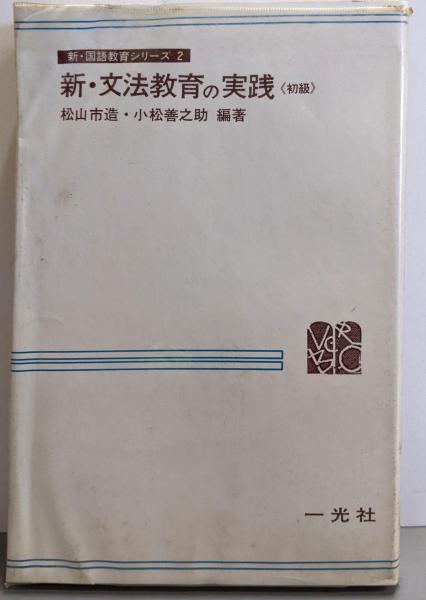 新・国語教育シリーズ 2
新・文法教育の実践〈初級〉
松山市造・小松善之助 編著
一光社